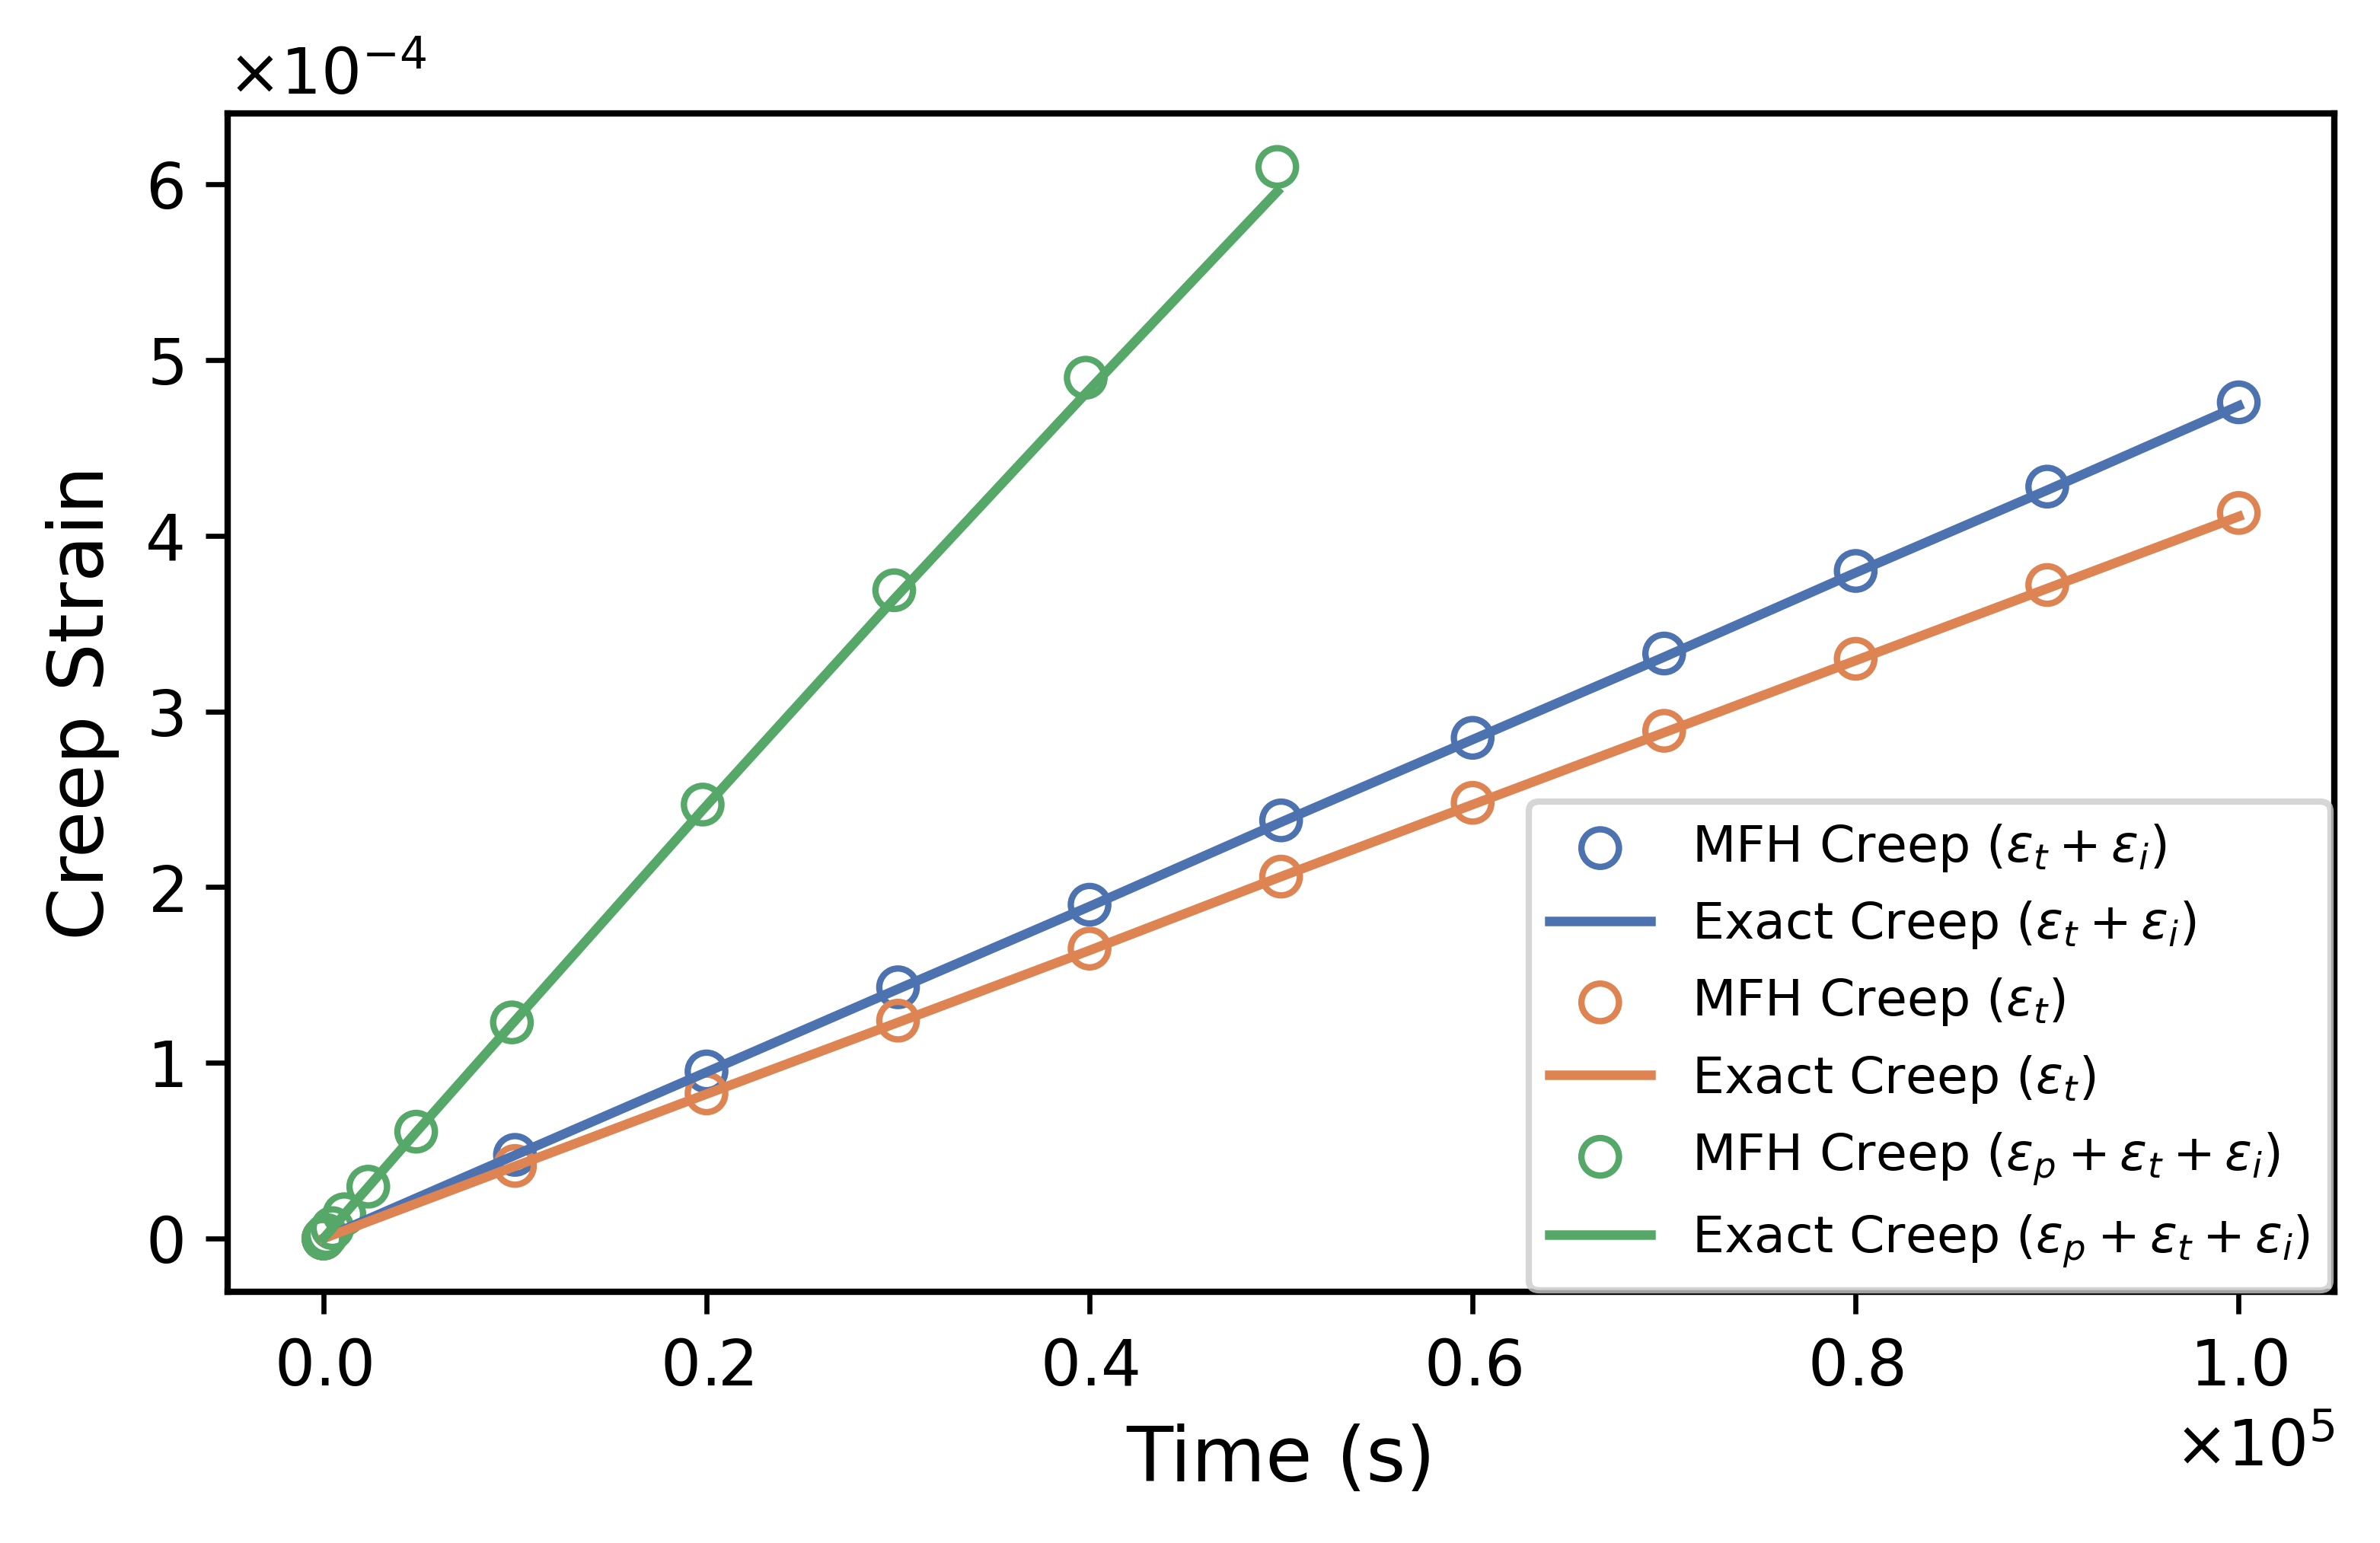 ×10⁻⁴
6
5
4
3
2
1
0
Creep Strain
MFH Creep (εₜ + εᵢ)
Exact Creep (εₜ + εᵢ)
MFH Creep (εₜ)
Exact Creep (εₜ)
MFH Creep (εₚ + εₜ + εᵢ)
Exact Creep (εₚ + εₜ + εᵢ)
0.0 0.2 0.4 0.6 0.8 1.0
×10⁵
Time (s)